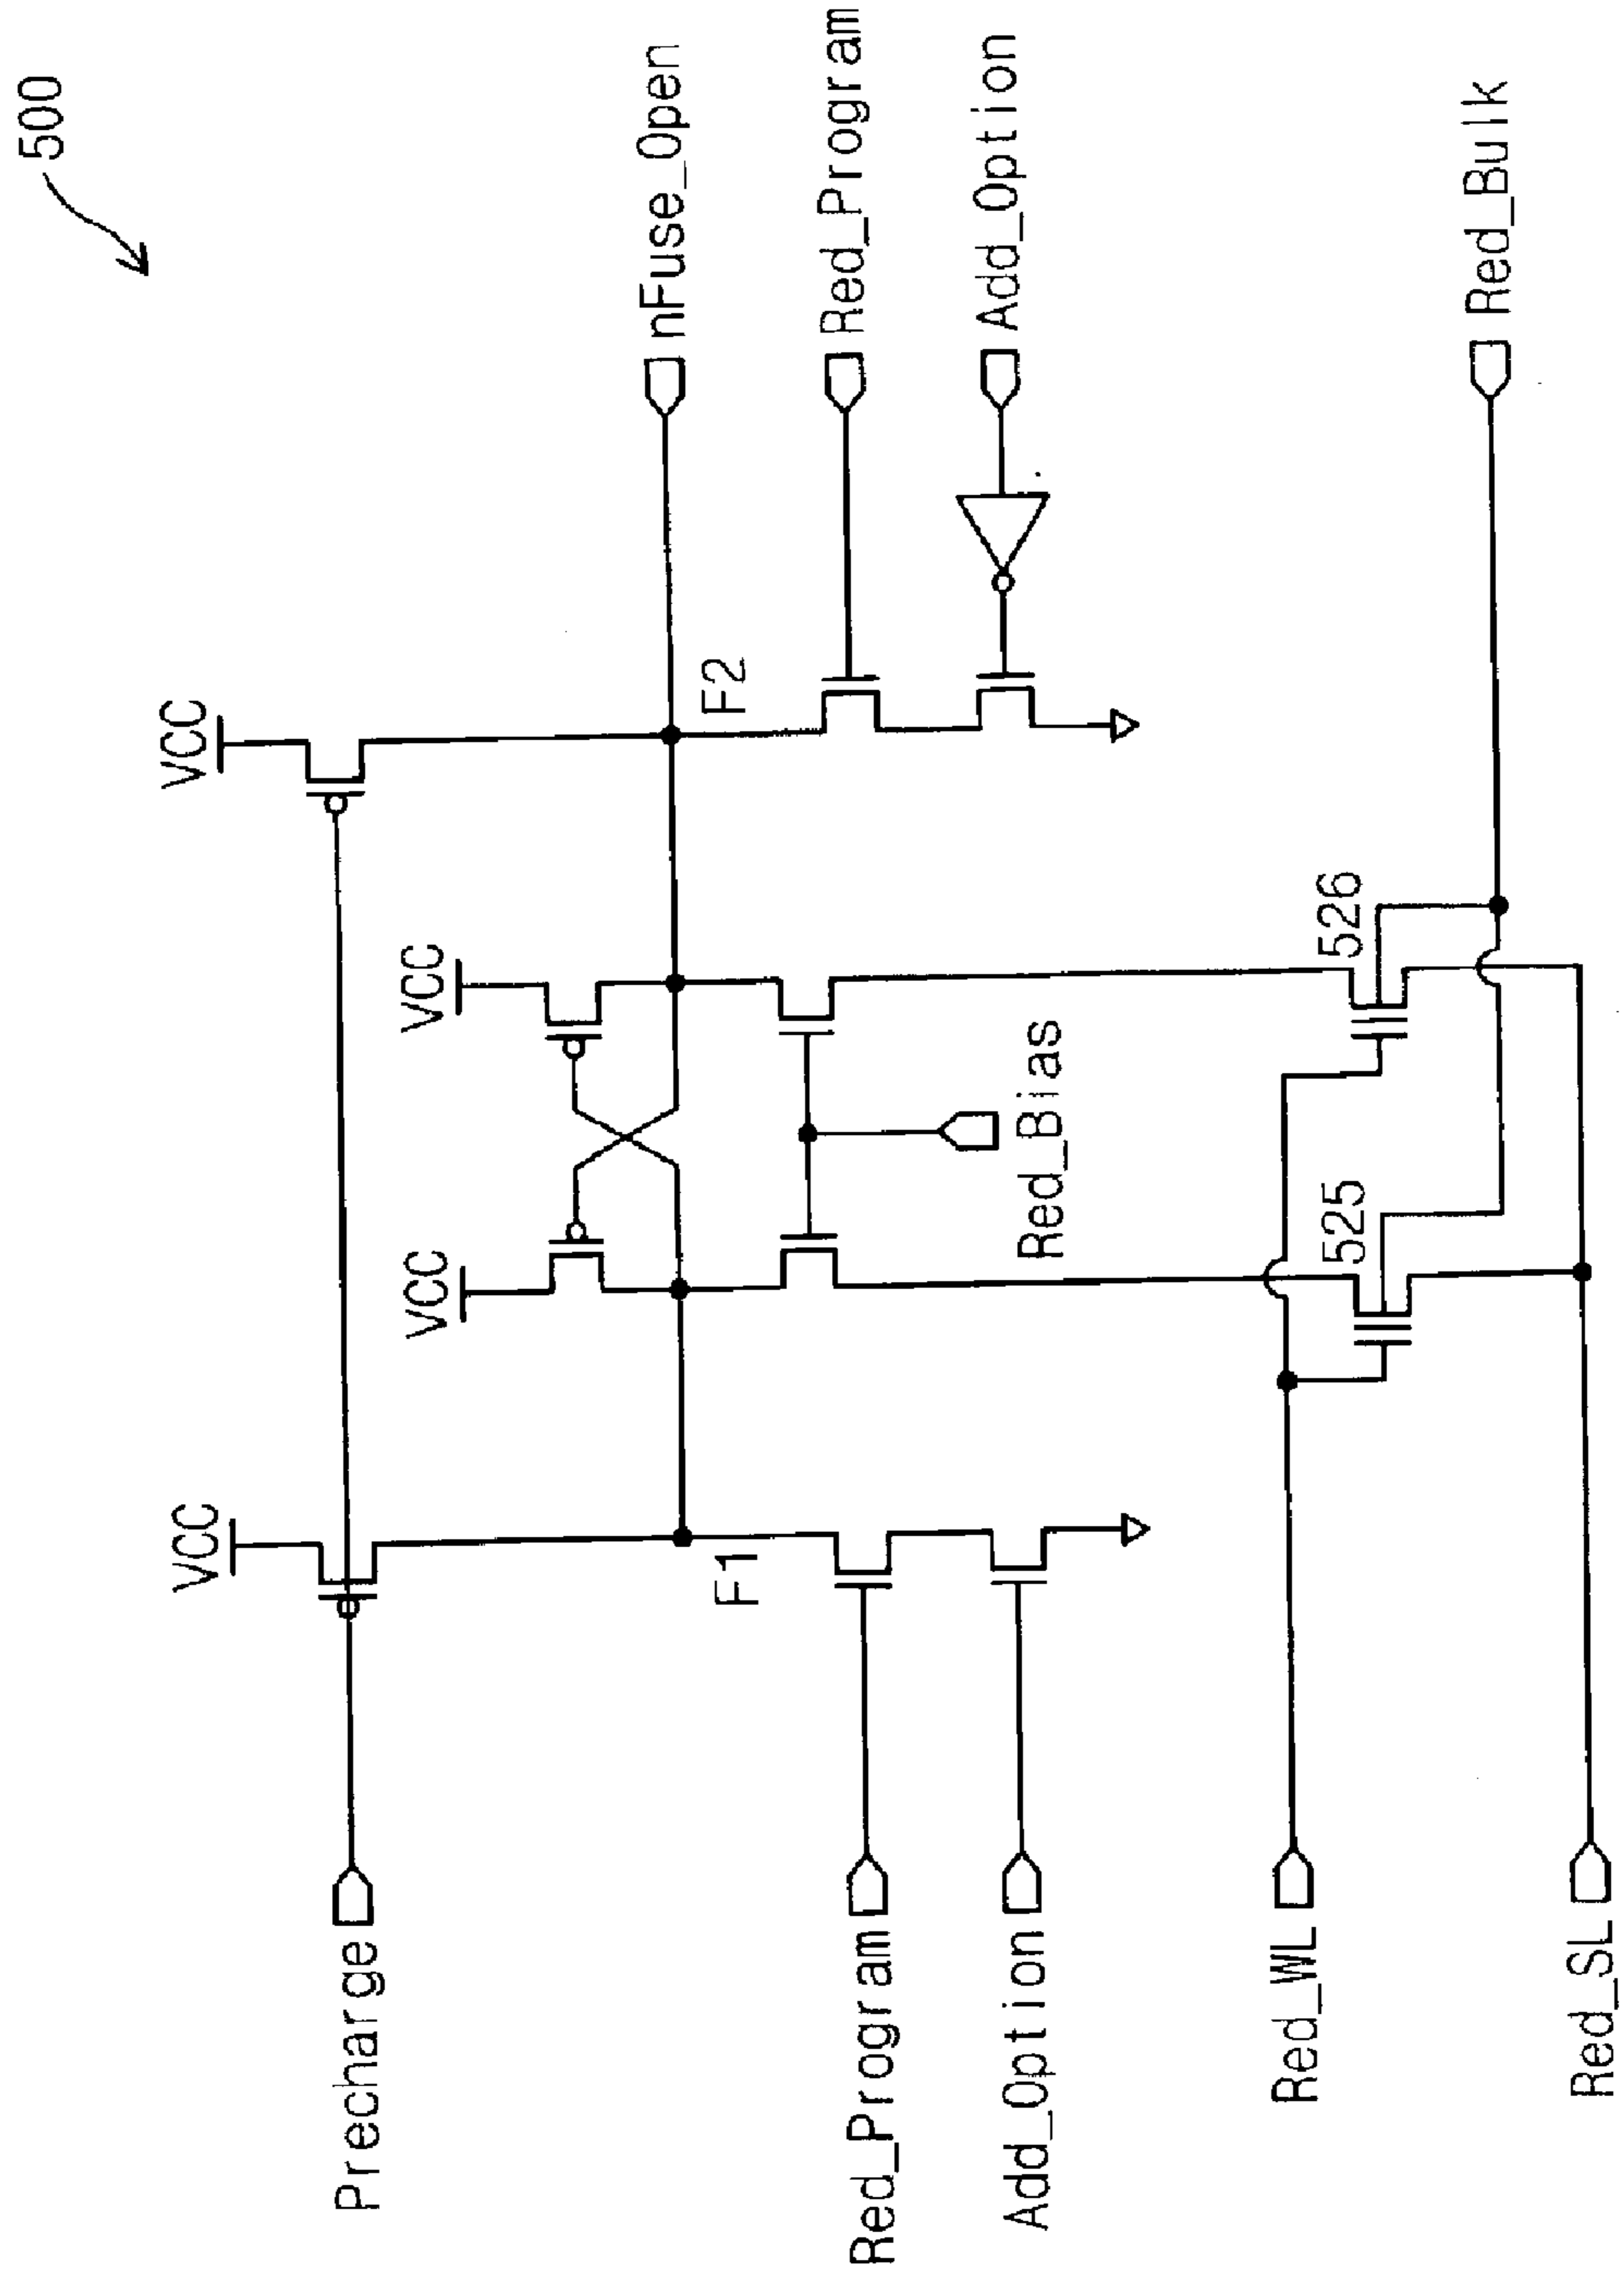 500
VCC
VCC
VCC
VCC
Precharge
nFuse_Open
F1
F2
Red_Program
Red_Program
Add_Option
Add_Option
Red_Bias
525
526
Red_WL
Red_Bulk
Red_SL